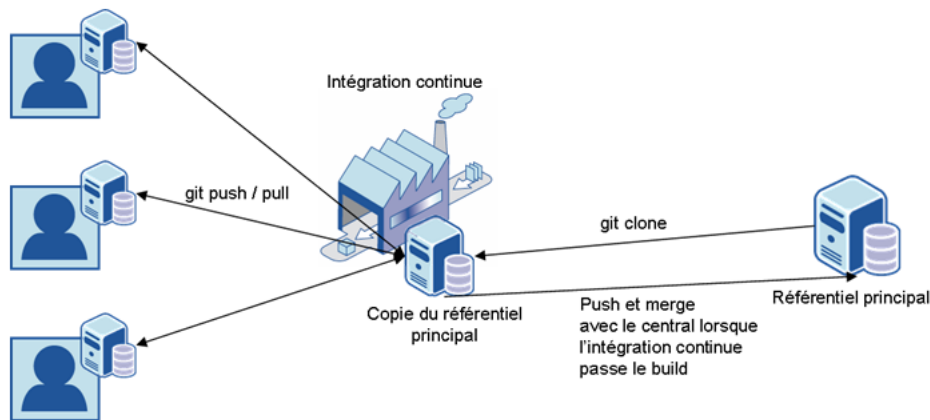 Intégration continue
git push / pull
git clone
Copie du référentiel
principal
Push et merge
avec le central lorsque
l'intégration continue
passe le build
Référentiel principal